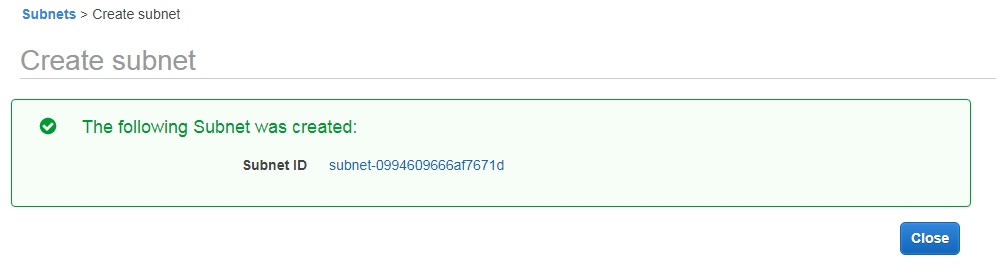 Subnets > Create subnet
Create subnet
The following Subnet was created:
Subnet ID subnet-0994609666af7671d
Close